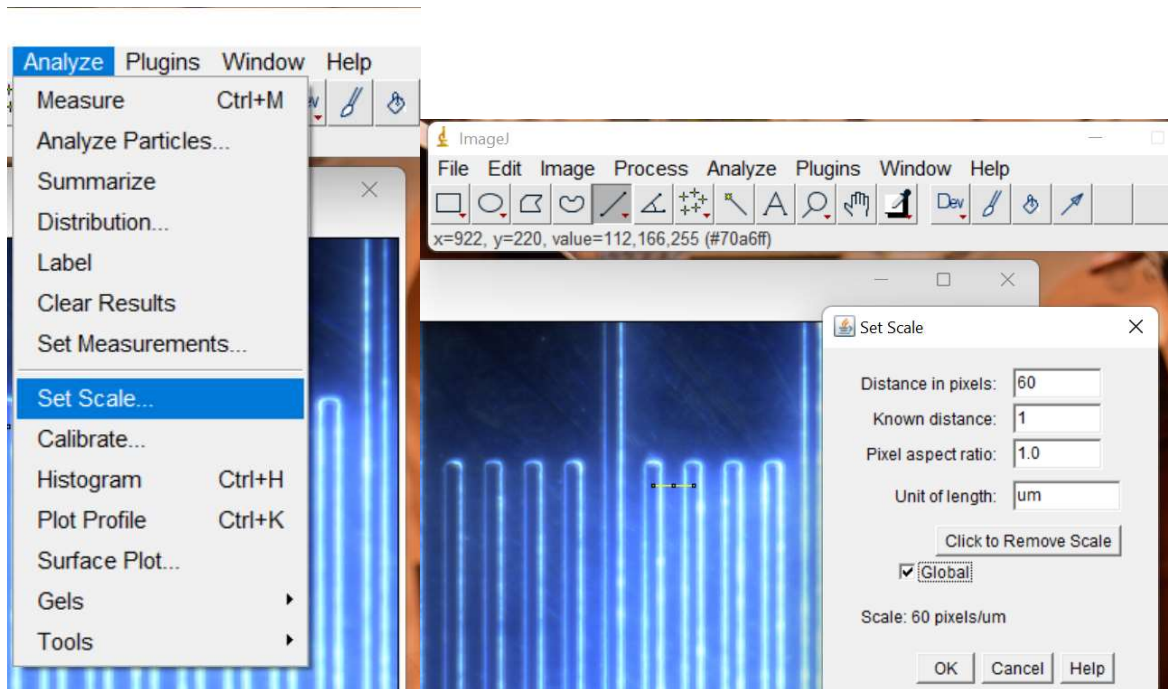 Analyze Plugins Window Help
Measure Ctrl+M
Analyze Particles...
Summarize
Distribution...
Label
Clear Results
Set Measurements...
Set Scale...
Calibrate...
Histogram Ctrl+H
Plot Profile Ctrl+K
Surface Plot...
Gels
Tools
ImageJ
File Edit Image Process Analyze Plugins Window Help
A Dev
x=922, y=220, value=112,166,255 (#70a6ff)
Set Scale
Distance in pixels: 60
Known distance: 1
Pixel aspect ratio: 1.0
Unit of length: um
Click to Remove Scale
Global
Scale: 60 pixels/um
OK Cancel Help